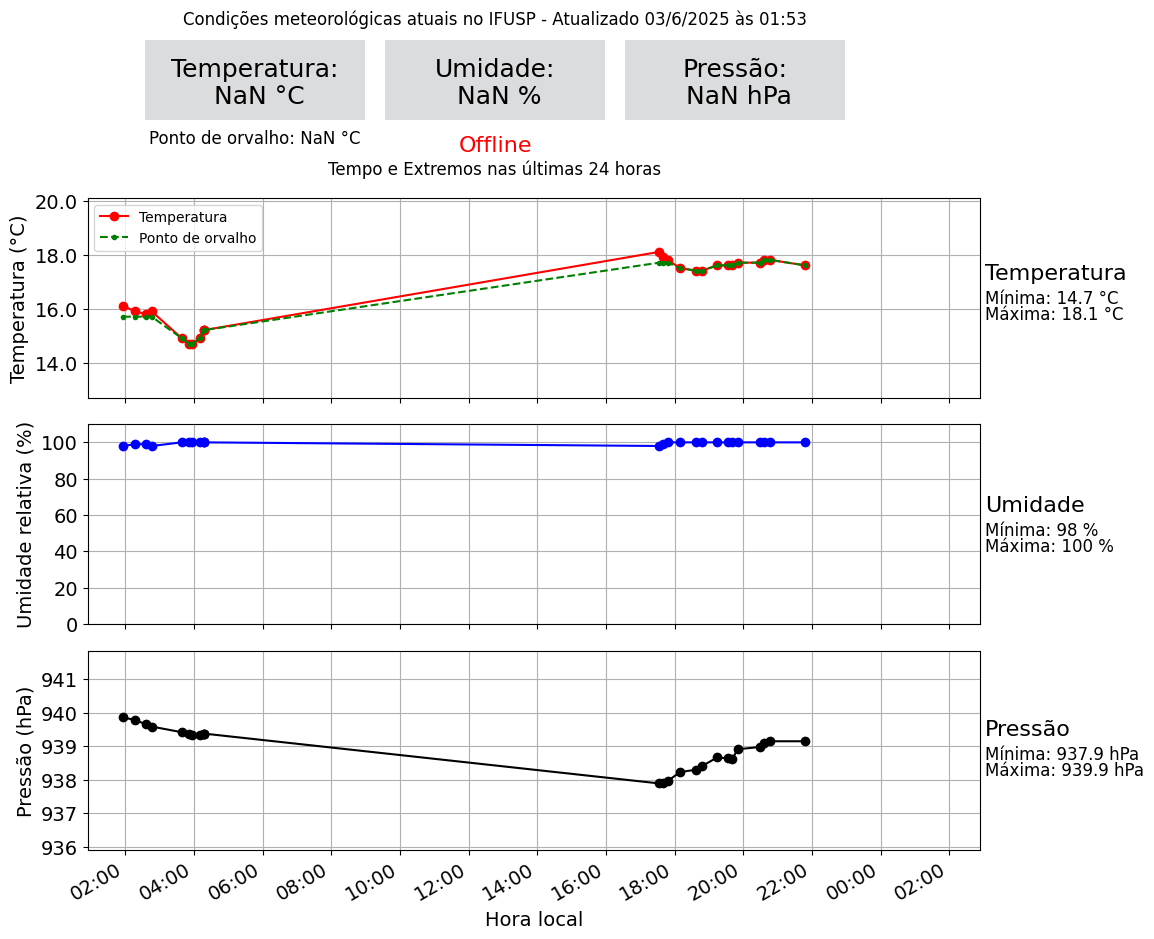 Condições meteorológicas atuais no IFUSP - Atualizado 03/6/2025 às 01:53
Temperatura:
NaN °C
Umidade:
NaN %
Pressão:
NaN hPa
Ponto de orvalho: NaN °C
Offline
Tempo e Extremos nas últimas 24 horas
Temperatura (°C)
20.0
18.0
16.0
14.0
Temperatura
Ponto de orvalho
Temperatura
Mínima: 14.7 °C
Máxima: 18.1 °C
Umidade relativa (%)
100
80
60
40
20
0
Umidade
Mínima: 98 %
Máxima: 100 %
Pressão (hPa)
941
940
939
938
937
936
Pressão
Mínima: 937.9 hPa
Máxima: 939.9 hPa
02:00
04:00
06:00
08:00
10:00
12:00
14:00
16:00
18:00
20:00
22:00
00:00
02:00
Hora local